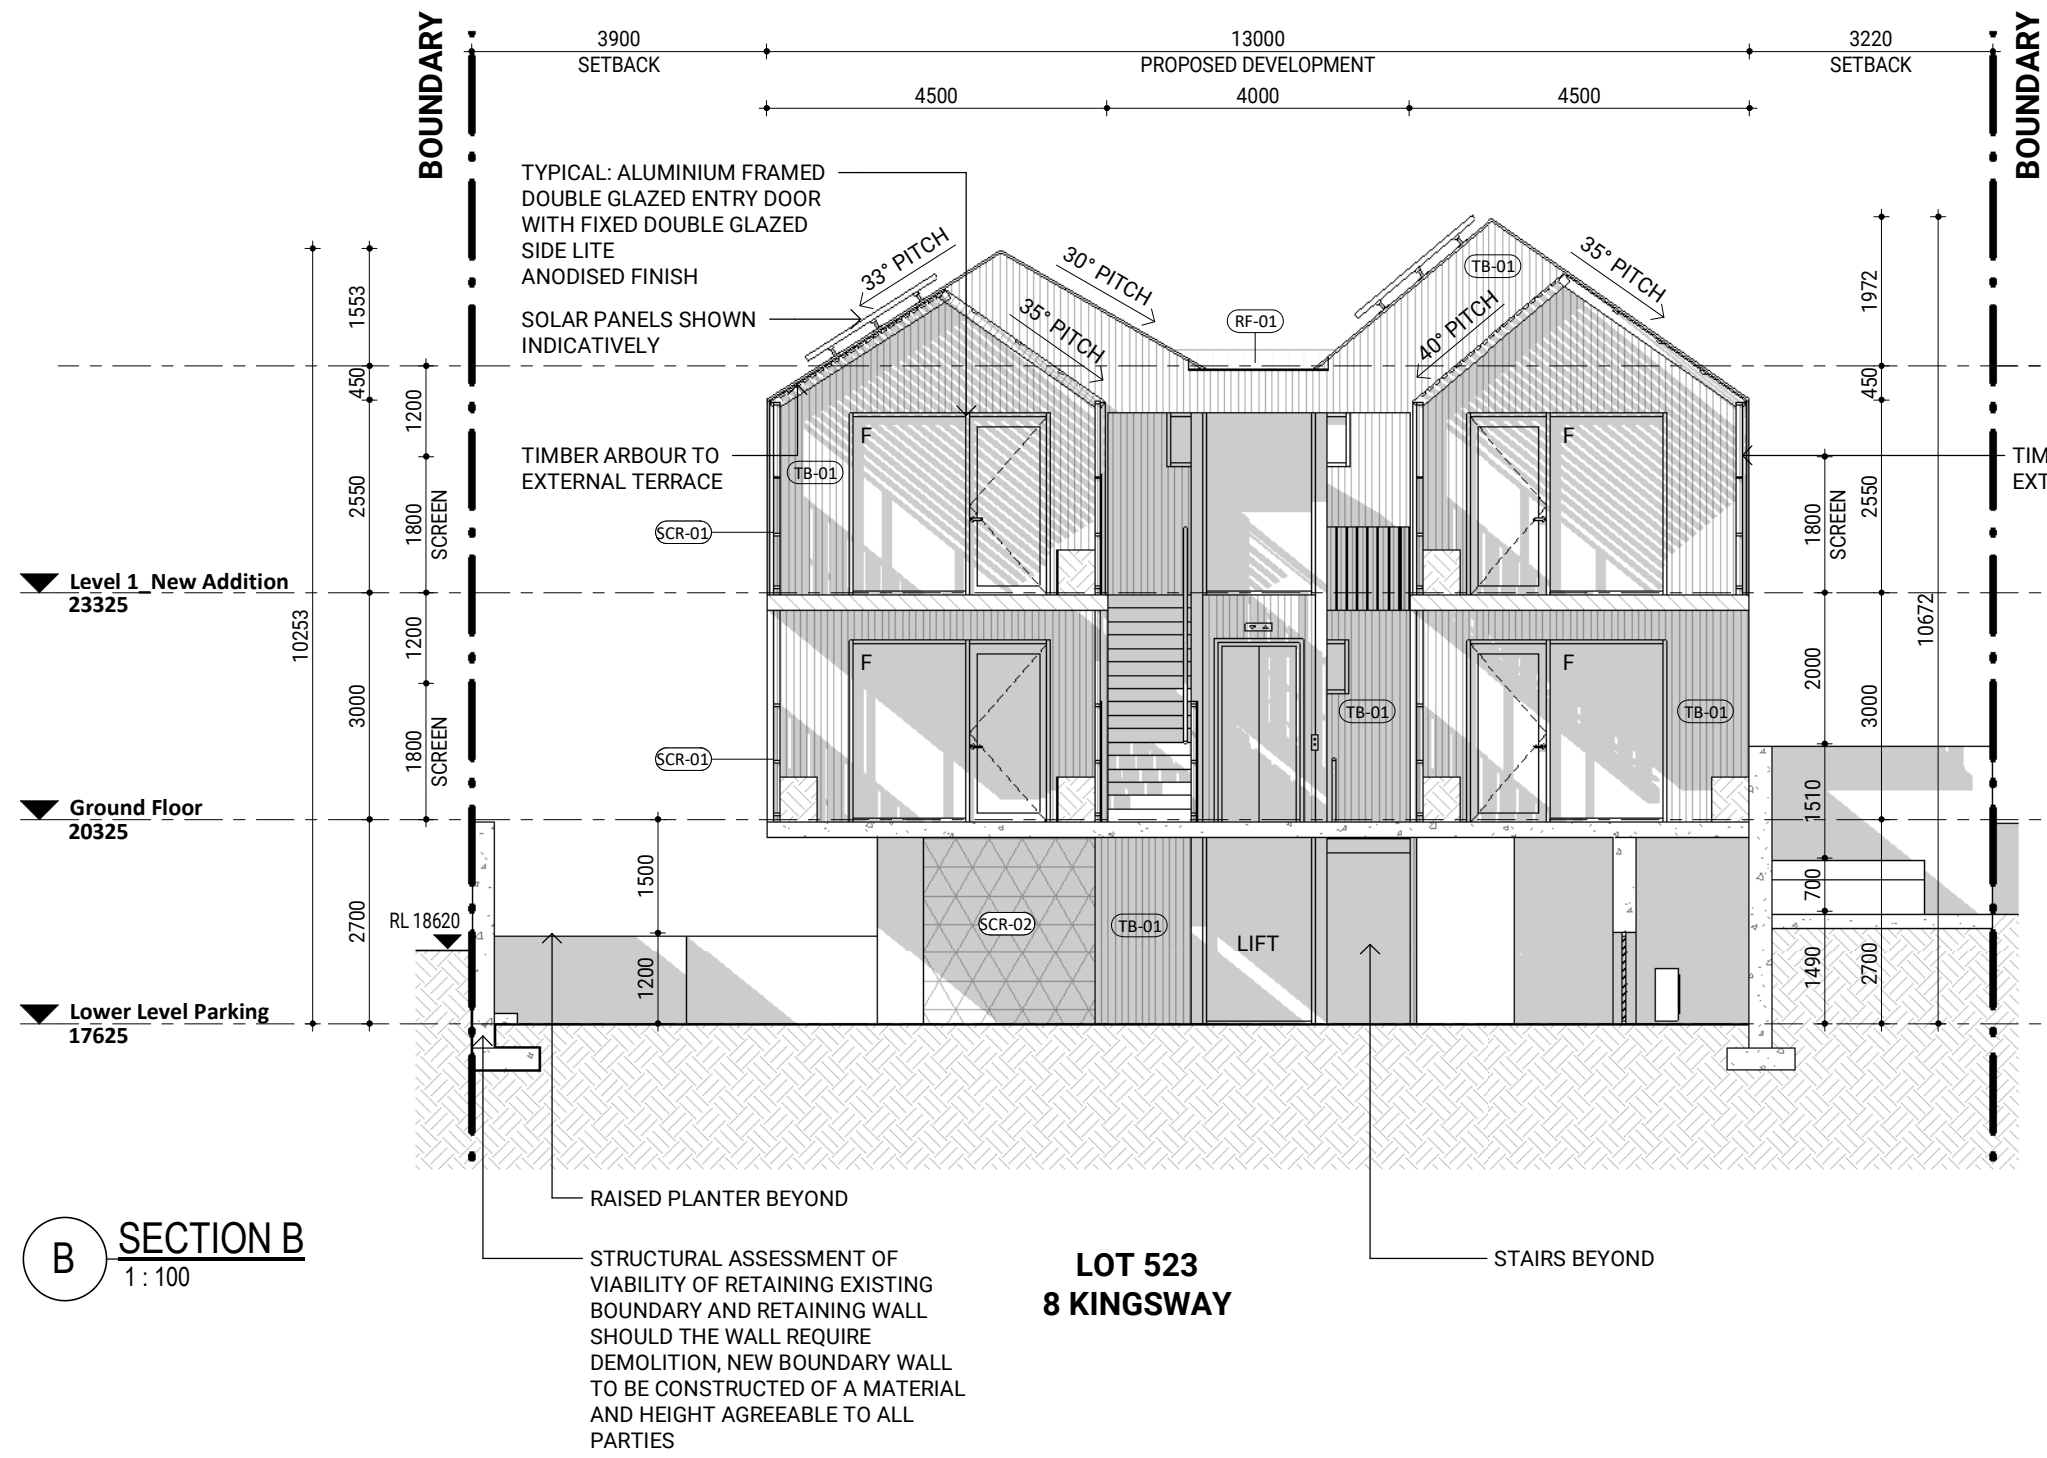 BOUNDARY
3900
SETBACK
13000
PROPOSED DEVELOPMENT
3220
SETBACK
BOUNDARY
4500
4000
4500
TYPICAL: ALUMINIUM FRAMED
DOUBLE GLAZED ENTRY DOOR
WITH FIXED DOUBLE GLAZED
SIDE LITE
ANODISED FINISH
SOLAR PANELS SHOWN
INDICATIVELY
33° PITCH
30° PITCH
35° PITCH
RF-01
TB-01
35° PITCH
40° PITCH
1553
450
1200
2550
1800
SCREEN
10253
1972
450
2550
1800
SCREEN
10672
TIMBER ARBOUR TO
EXTERNAL TERRACE
TIM
EXT
F
TB-01
F
SCR-01
Level 1_New Addition
23325
1200
3000
1800
SCREEN
2000
3000
F
F
TB-01
TB-01
SCR-01
Ground Floor
20325
1510
700
1490
2700
1500
1200
2700
RL 18620
SCR-02
TB-01
LIFT
Lower Level Parking
17625
RAISED PLANTER BEYOND
B
SECTION B
1 : 100
STRUCTURAL ASSESSMENT OF
VIABILITY OF RETAINING EXISTING
BOUNDARY AND RETAINING WALL
SHOULD THE WALL REQUIRE
DEMOLITION, NEW BOUNDARY WALL
TO BE CONSTRUCTED OF A MATERIAL
AND HEIGHT AGREEABLE TO ALL
PARTIES
LOT 523
8 KINGSWAY
STAIRS BEYOND